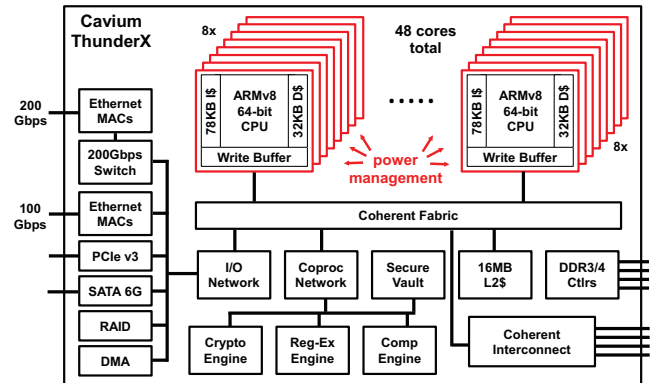 Cavium
ThunderX
8x
48 cores
total
78KB I$
ARMv8
64-bit
CPU
32KB D$
Write Buffer
.....
78KB I$
ARMv8
64-bit
CPU
32KB D$
Write Buffer
8x
power
management
200
Gbps
Ethernet
MACs
200Gbps
Switch
100
Gbps
Ethernet
MACs
PCIe v3
SATA 6G
RAID
DMA
Coherent Fabric
I/O
Network
Coproc
Network
Secure
Vault
16MB
L2$
DDR3/4
Ctlrs
Crypto
Engine
Reg-Ex
Engine
Comp
Engine
Coherent
Interconnect